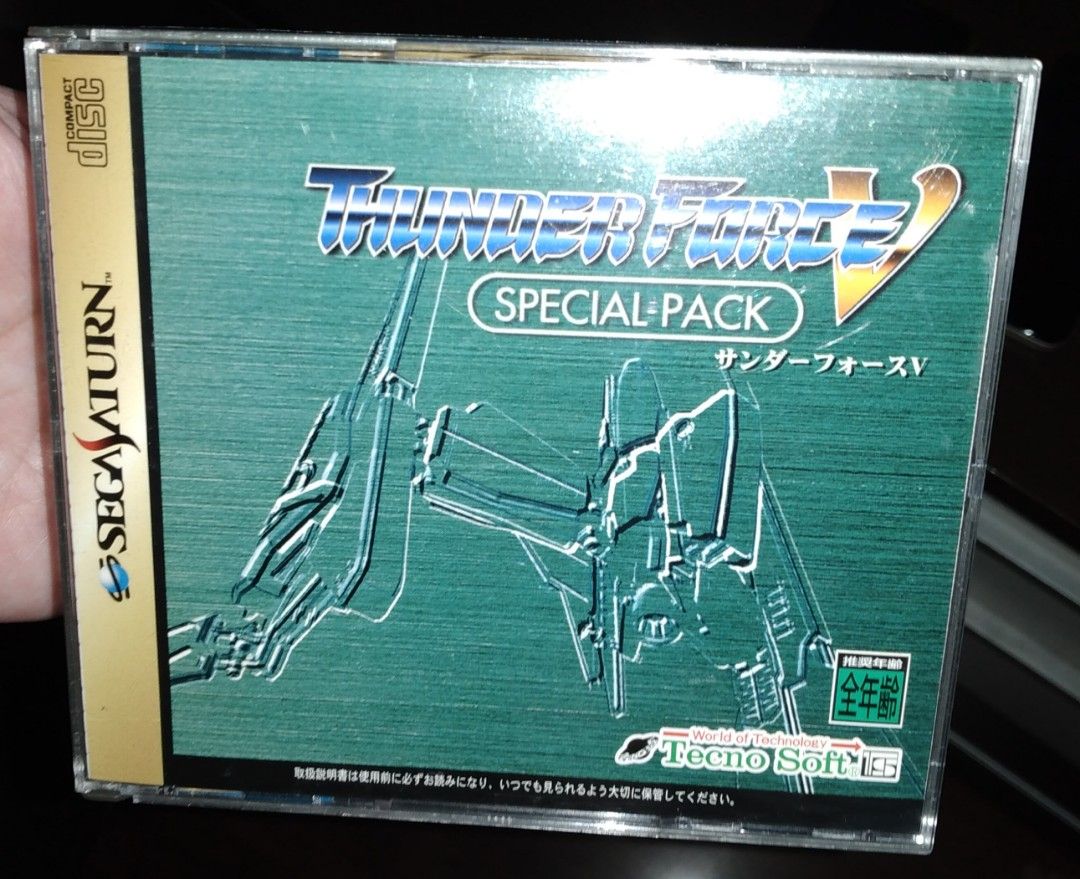 COMPACT
disc
SEGA SATURN™
THUNDER FORCE V
SPECIAL PACK
サンダーフォースV
推奨年齢
全年齢
World of Technology
Tecno Soft
取扱説明書は使用前に必ずお読みになり、いつでも見られるよう大切に保管してください。